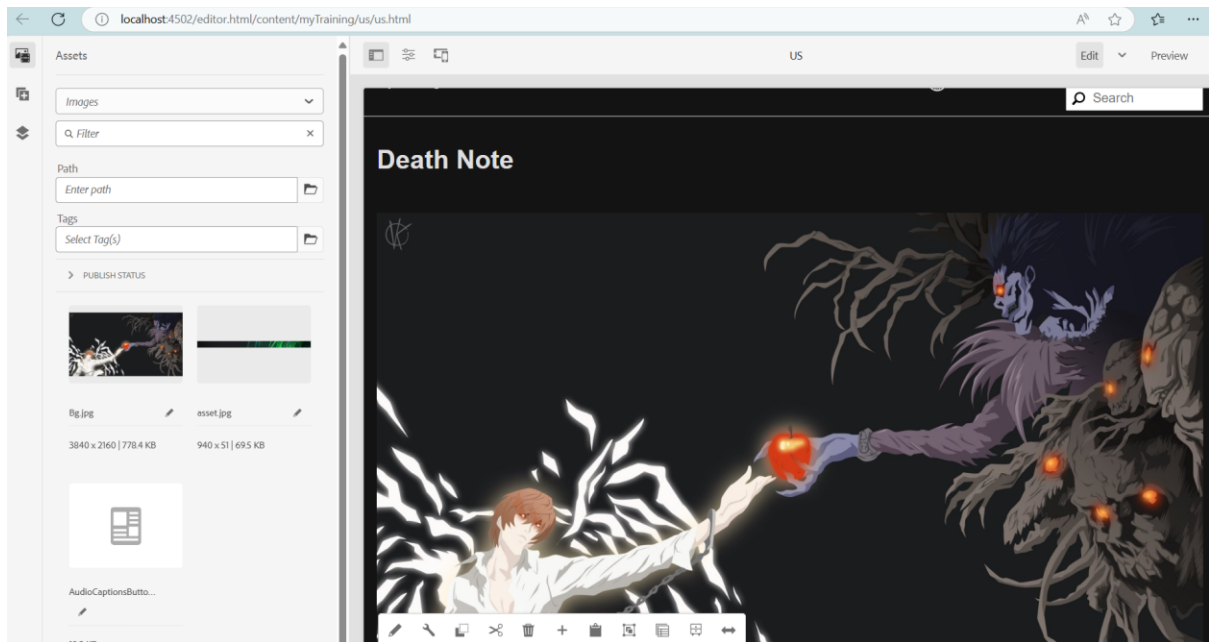 localhost:4502/editor.html/content/myTraining/us/us.html
Assets
US
Edit
Preview
Images
Filter
Path
Enter path
Tags
Select Tag(s)
PUBLISH STATUS
Bg.jpg
asset.jpg
3840 x 2160 | 778.4 KB
940 x 51 | 69.5 KB
AudioCaptionsButto...
Search
Death Note